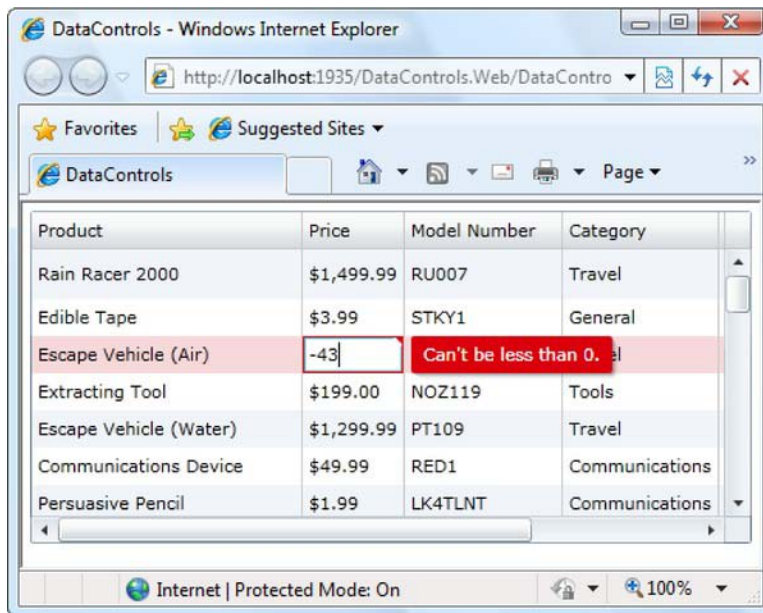 DataControls - Windows Internet Explorer
http://localhost:1935/DataControls.Web/DataContro
Favorites Suggested Sites
DataControls Page »
Product Price Model Number Category
Rain Racer 2000 $1,499.99 RU007 Travel
Edible Tape $3.99 STKY1 General
Escape Vehicle (Air) -43 Can't be less than 0. el
Extracting Tool $199.00 NOZ119 Tools
Escape Vehicle (Water) $1,299.99 PT109 Travel
Communications Device $49.99 RED1 Communications
Persuasive Pencil $1.99 LK4TLNT Communications
Internet | Protected Mode: On 100%